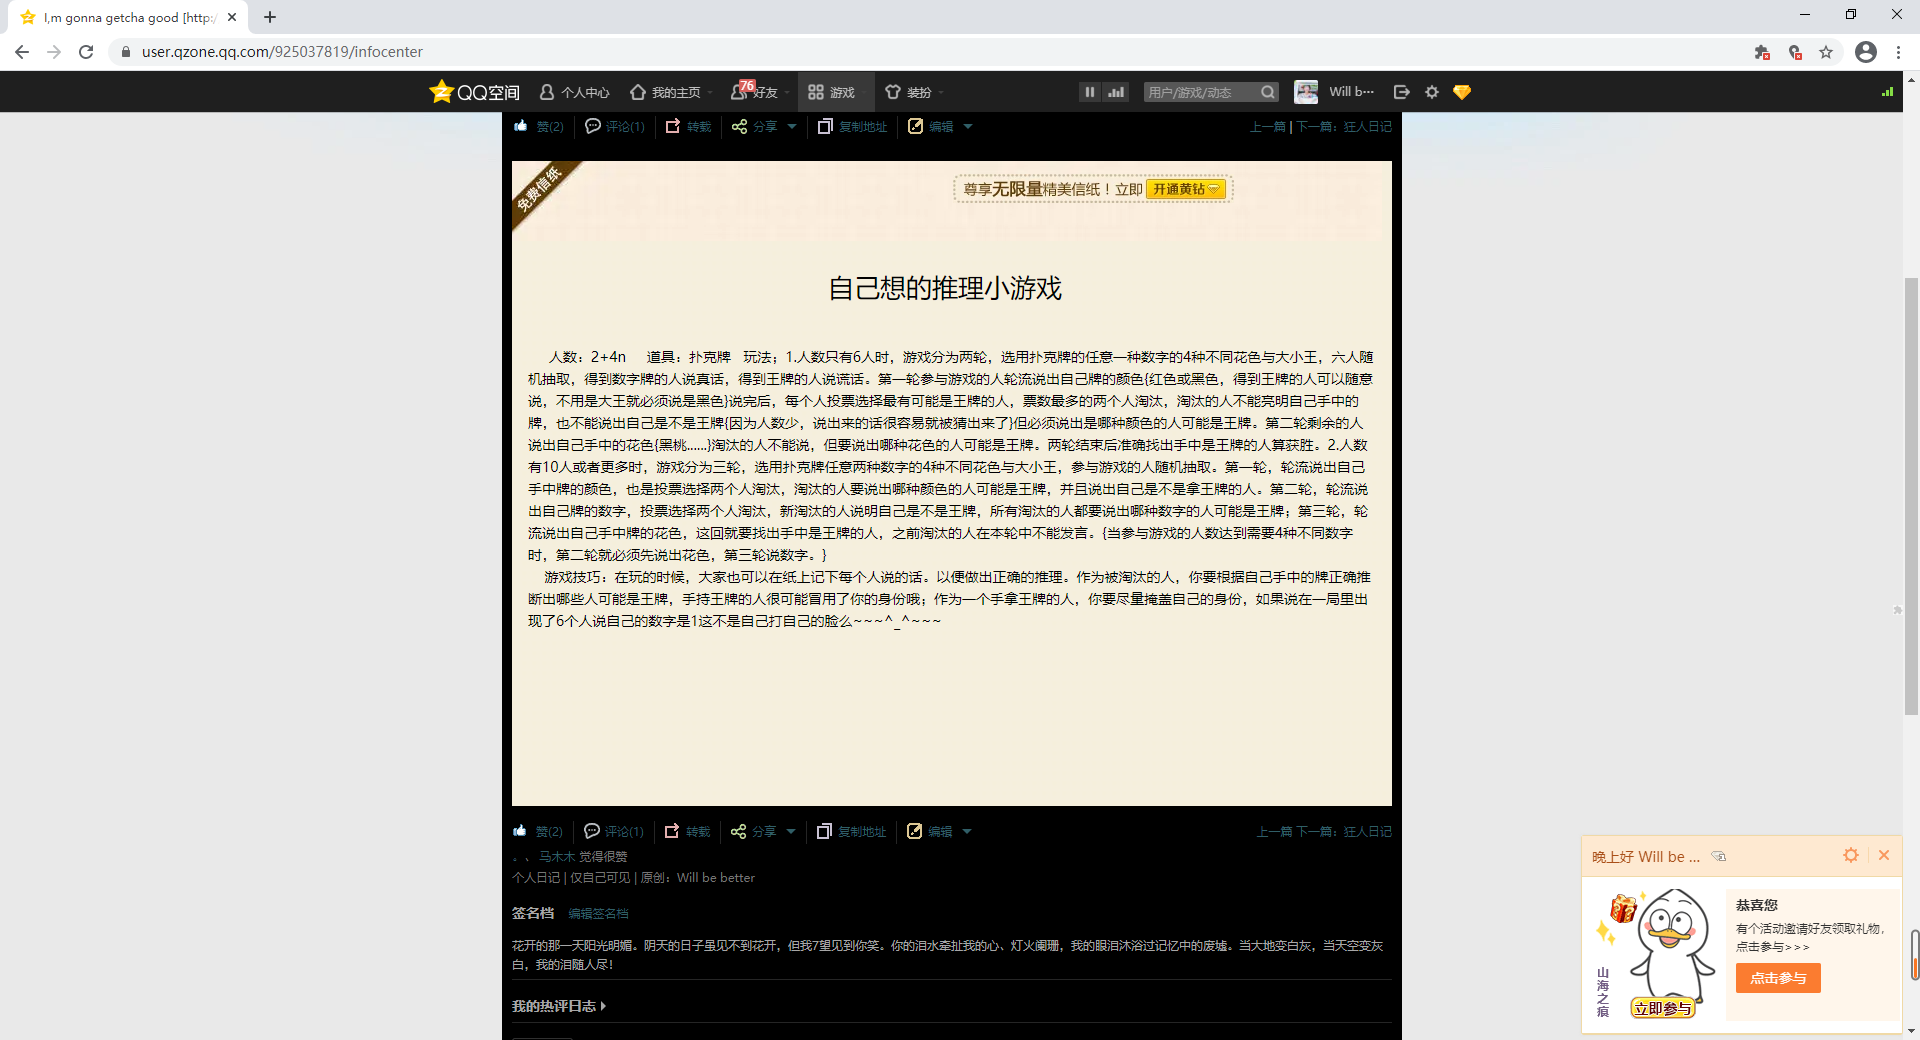 I,m gonna getcha good [http:/
user.qzone.qq.com/925037819/infocenter
QQ空间 个人中心 我的主页 76 好友 游戏 装扮 用户/游戏/动态 Will b···
赞(2) 评论(1) 转载 分享 复制地址 编辑 上一篇 | 下一篇：狂人日记
免费信纸
尊享无限量精美信纸！立即 开通黄钻
自己想的推理小游戏
人数：2+4n 道具：扑克牌 玩法；1.人数只有6人时，游戏分为两轮，选用扑克牌的任意一种数字的4种不同花色与大小王，六人随
机抽取，得到数字牌的人说真话，得到王牌的人说谎话。第一轮参与游戏的人轮流说出自己牌的颜色{红色或黑色，得到王牌的人可以随意
说，不用是大王就必须说是黑色}说完后，每个人投票选择最有可能是王牌的人，票数最多的两个人淘汰，淘汰的人不能亮明自己手中的
牌，也不能说出自己是不是王牌{因为人数少，说出来的话很容易就被猜出来了}但必须说出是哪种颜色的人可能是王牌。第二轮剩余的人
说出自己手中的花色{黑桃......}淘汰的人不能说，但要说出哪种花色的人可能是王牌。两轮结束后准确找出手中是王牌的人算获胜。2.人数
有10人或者更多时，游戏分为三轮，选用扑克牌任意两种数字的4种不同花色与大小王，参与游戏的人随机抽取。第一轮，轮流说出自己
手中牌的颜色，也是投票选择两个人淘汰，淘汰的人要说出哪种颜色的人可能是王牌，并且说出自己是不是拿王牌的人。第二轮，轮流说
出自己牌的数字，投票选择两个人淘汰，新淘汰的人说明自己是不是王牌，所有淘汰的人都要说出哪种数字的人可能是王牌；第三轮，轮
流说出自己手中牌的花色，这回就要找出手中是王牌的人，之前淘汰的人在本轮中不能发言。{当参与游戏的人数达到需要4种不同数字
时，第二轮就必须先说出花色，第三轮说数字。}
游戏技巧：在玩的时候，大家也可以在纸上记下每个人说的话。以便做出正确的推理。作为被淘汰的人，你要根据自己手中的牌正确推
断出哪些人可能是王牌，手持王牌的人很可能冒用了你的身份哦；作为一个手拿王牌的人，你要尽量掩盖自己的身份，如果说在一局里出
现了6个人说自己的数字是1这不是自己打自己的脸么~~~^_^~~~
赞(2) 评论(1) 转载 分享 复制地址 编辑 上一篇 下一篇：狂人日记
。、 马木木 觉得很赞
个人日记 | 仅自己可见 | 原创：Will be better
签名档 编辑签名档
花开的那一天阳光明媚。阴天的日子虽见不到花开，但我7望见到你笑。你的泪水牵扯我的心、灯火阑珊，我的眼泪沐浴过记忆中的废墟。当大地变白灰，当天空变灰
白，我的泪随人尽！
我的热评日志
晚上好 Will be ...
恭喜您
有个活动邀请好友领取礼物，
点击参与>>>
点击参与
山海之痕
立即参与